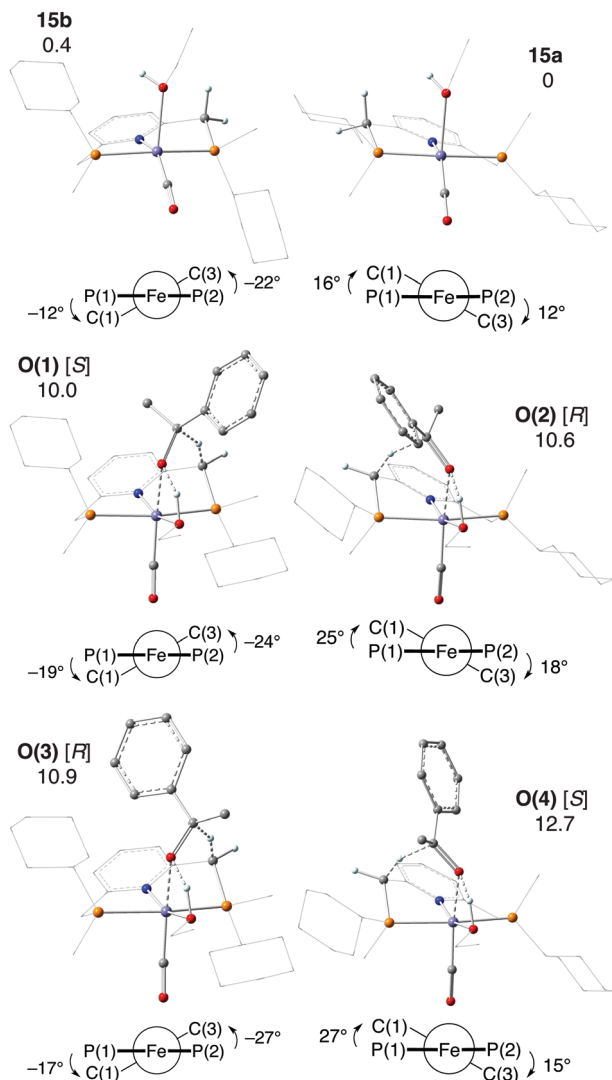 15b
0.4
15a
0
C(3)
–22°
–12°
P(1) Fe P(2)
C(1)
16°
C(1)
P(1) Fe P(2)
C(3)
12°
O(1) [S]
10.0
O(2) [R]
10.6
C(3)
–24°
–19°
P(1) Fe P(2)
C(1)
25°
C(1)
P(1) Fe P(2)
C(3)
18°
O(3) [R]
10.9
O(4) [S]
12.7
C(3)
–27°
–17°
P(1) Fe P(2)
C(1)
27°
C(1)
P(1) Fe P(2)
C(3)
15°